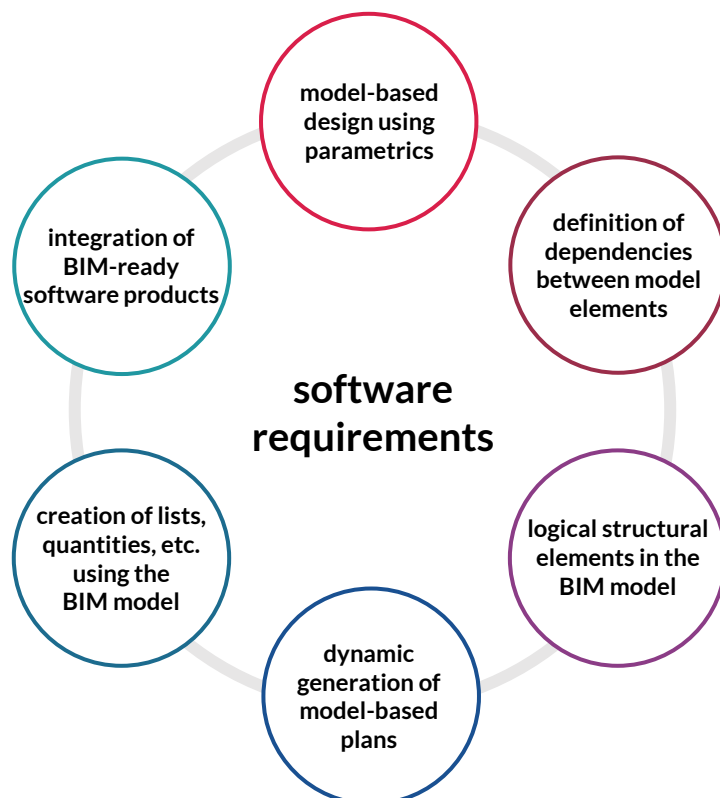 model-based
design using
parametrics
definition of
dependencies
between model
elements
logical structural
elements in the
BIM model
dynamic
generation of
model-based
plans
creation of lists,
quantities, etc.
using the
BIM model
integration of
BIM-ready
software products
software
requirements